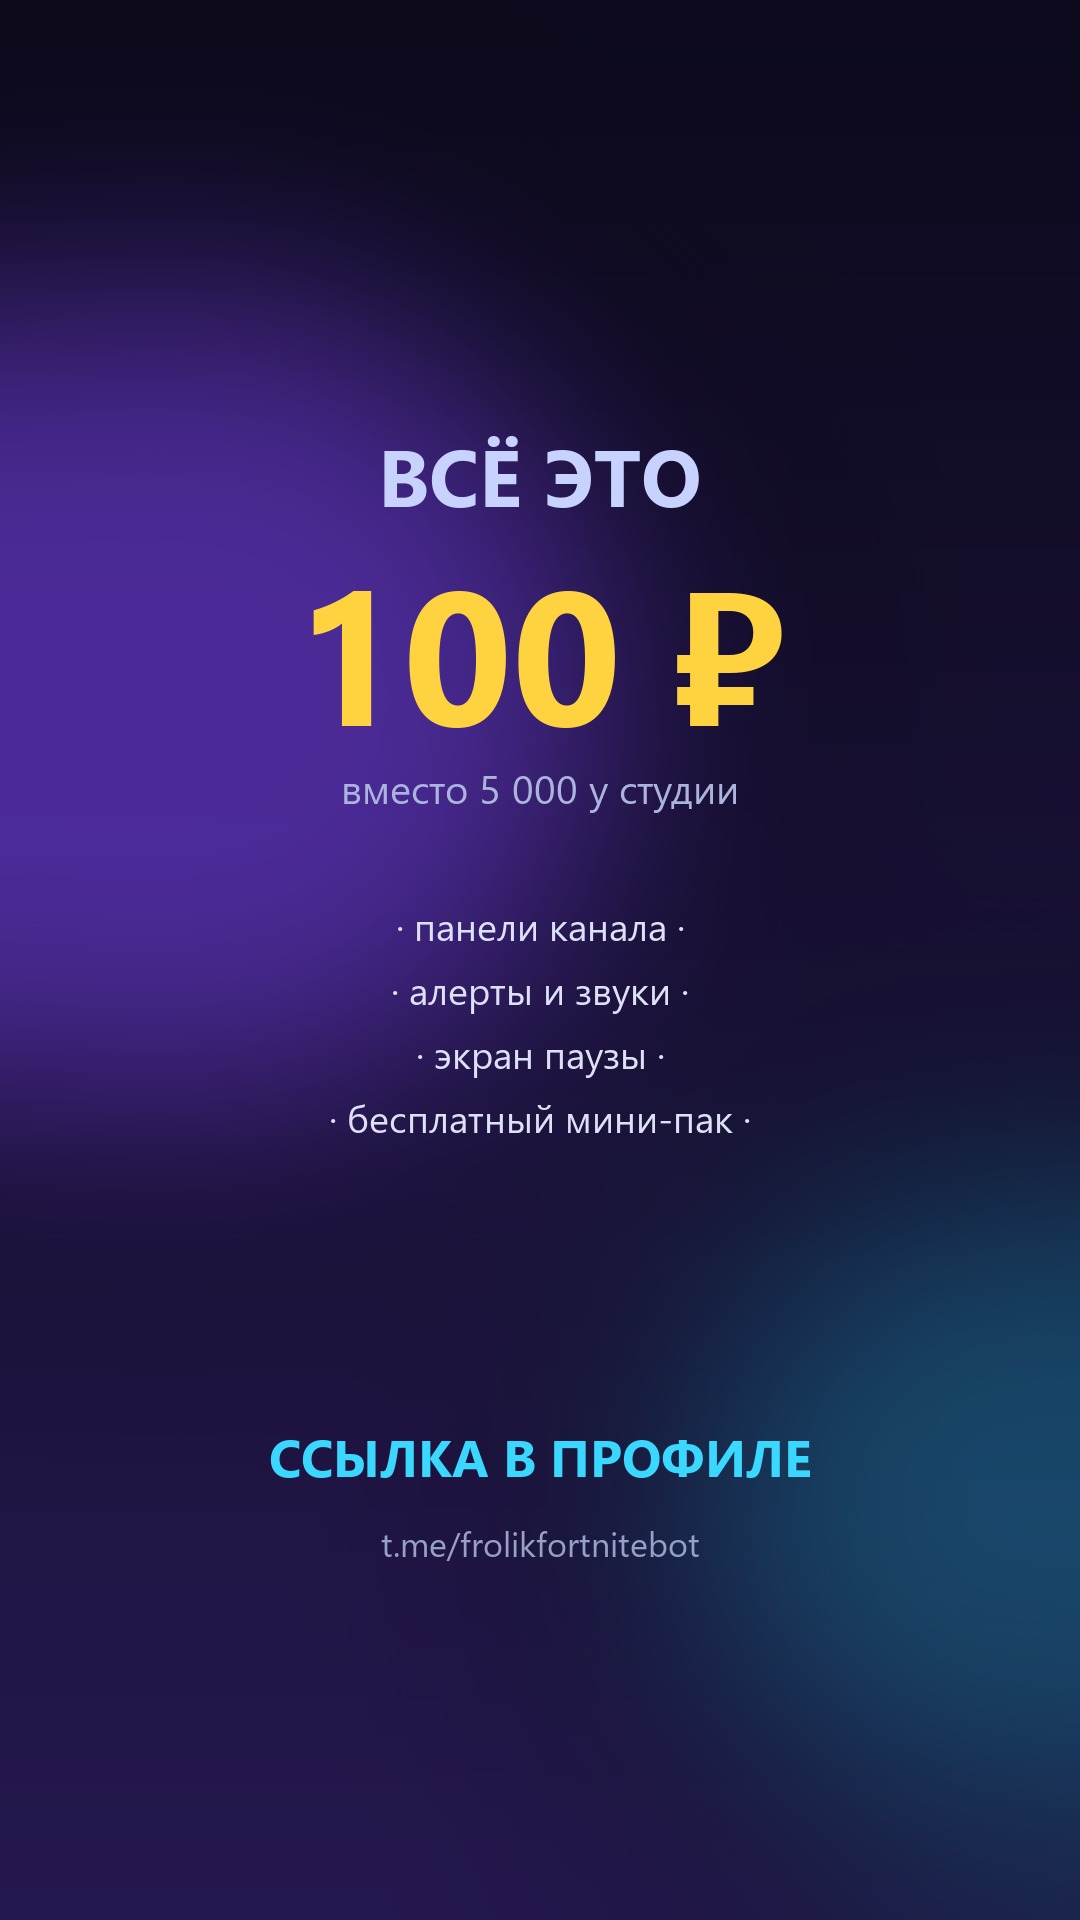 ВСЁ ЭТО
100 ₽
вместо 5 000 у студии
· панели канала ·
· алерты и звуки ·
· экран паузы ·
· бесплатный мини-пак ·
ССЫЛКА В ПРОФИЛЕ
t.me/frolikfortnitebot